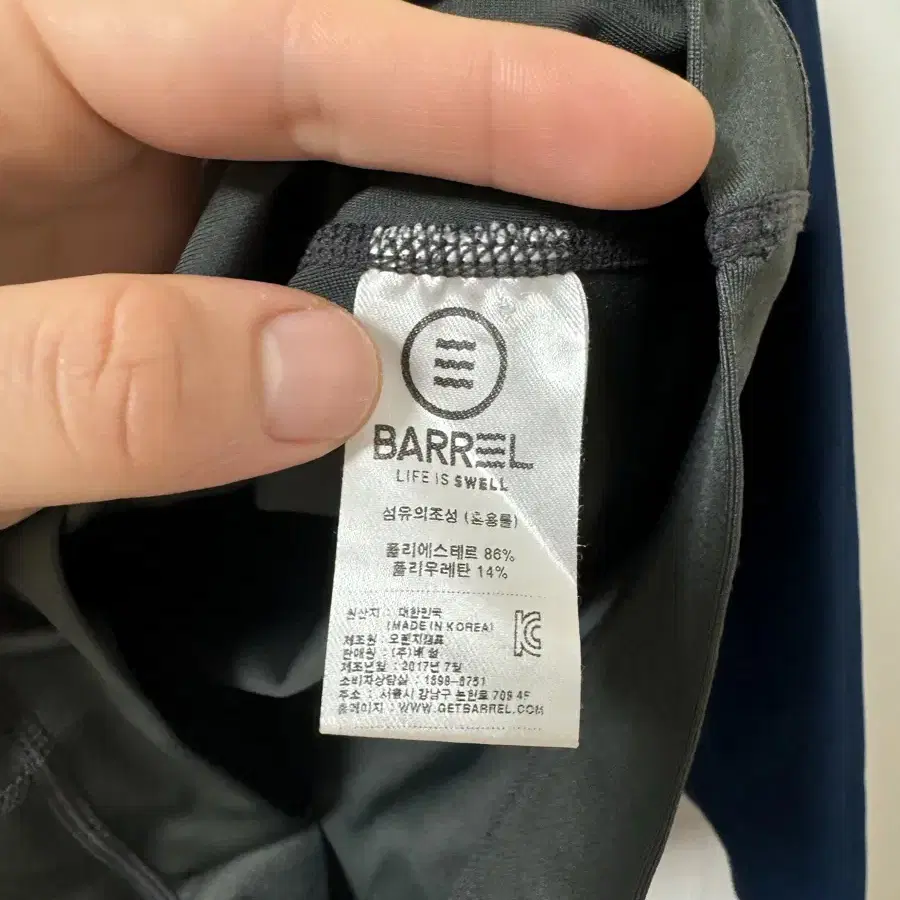 BARREL
LIFE IS SWELL
섬유의조성 (혼용률)
폴리에스테르 86%
폴리우레탄 14%
원산지 : 대한민국
(MADE IN KOREA)
제조원 : 오렌지캠프
판매원 : (주)배럴
제조년월 : 2017년 7월
소비자상담실 : 1899-8751
주소 : 서울시 강남구 논현로 709 4F
홈페이지 : WWW.GETBARREL.COM